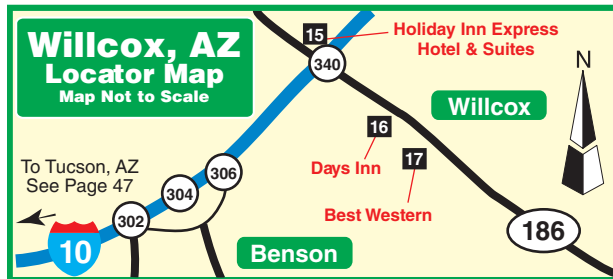 Willcox, AZ
Locator Map
Map Not to Scale
15
Holiday Inn Express
Hotel & Suites
340
Willcox
N
16
17
Days Inn
Best Western
To Tucson, AZ
See Page 47
306
304
302
10
186
Benson